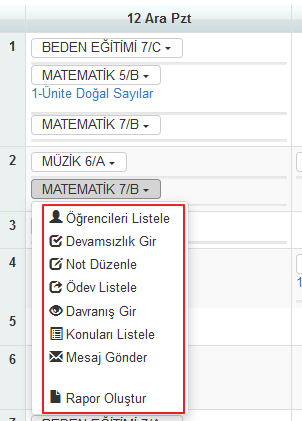 12 Ara Pzt
1
BEDEN EĞİTİMİ 7/C
MATEMATİK 5/B
1-Ünite Doğal Sayılar
MATEMATİK 7/B
2
MÜZİK 6/A
MATEMATİK 7/B
Öğrencileri Listele
3
Devamsızlık Gir
Not Düzenle
4
Ödev Listele
1
Davranış Gir
5
Konuları Listele
Mesaj Gönder
6
Rapor Oluştur